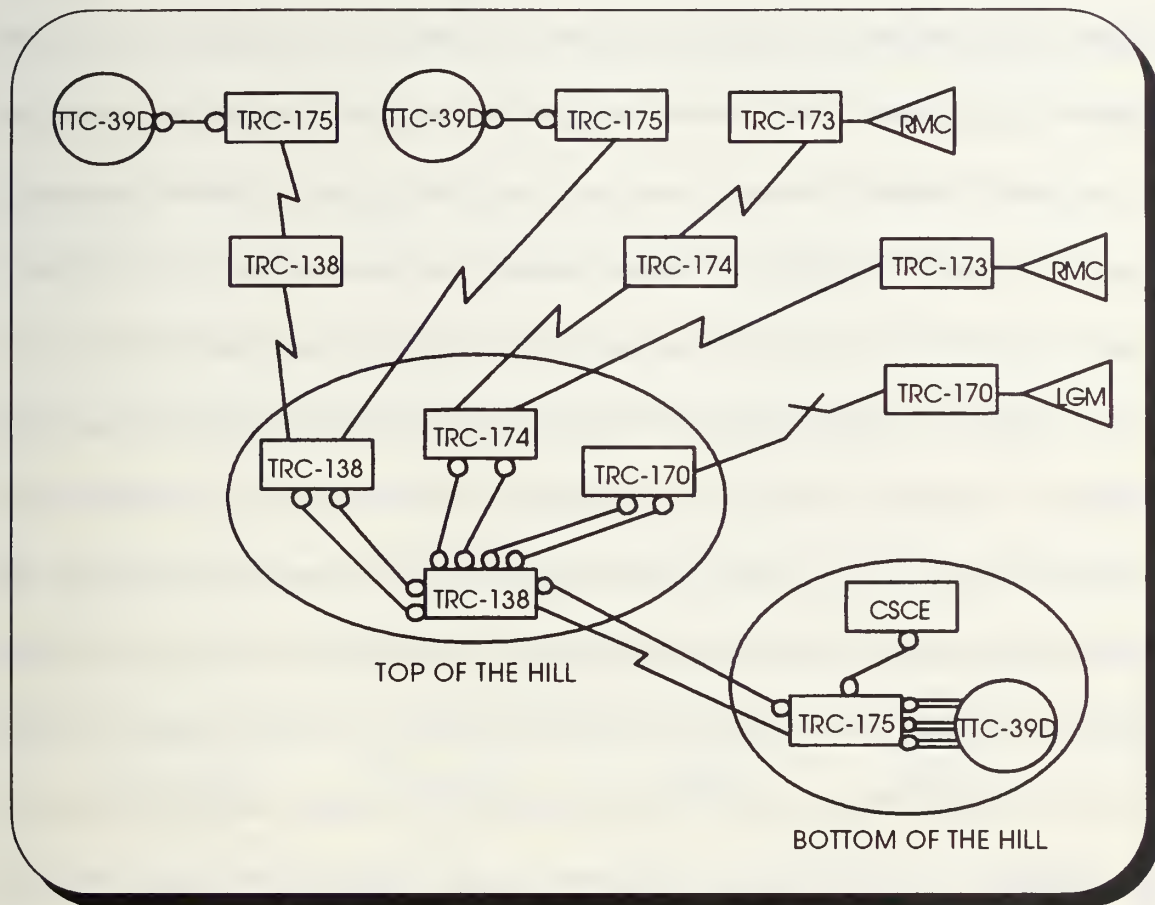 TTC-39D
TRC-175
TTC-39D
TRC-175
TRC-173
RMC
TRC-138
TRC-174
TRC-173
RMC
TRC-170
LGM
TRC-174
TRC-138
TRC-170
TRC-138
CSCE
TOP OF THE HILL
TRC-175
TTC-39D
BOTTOM OF THE HILL